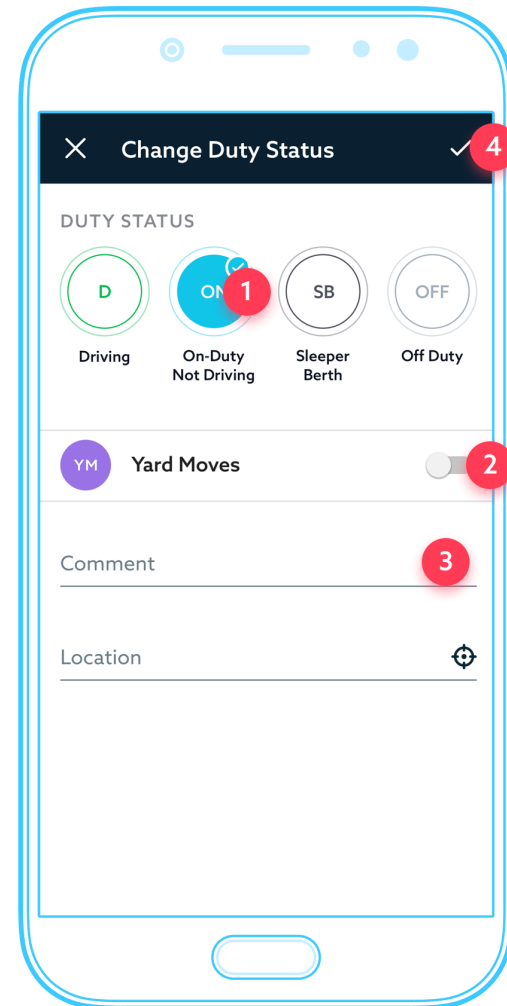 Change Duty Status
4
DUTY STATUS
D
ON
1
SB
OFF
Driving
On-Duty
Not Driving
Sleeper
Berth
Off Duty
YM
Yard Moves
2
Comment
3
Location